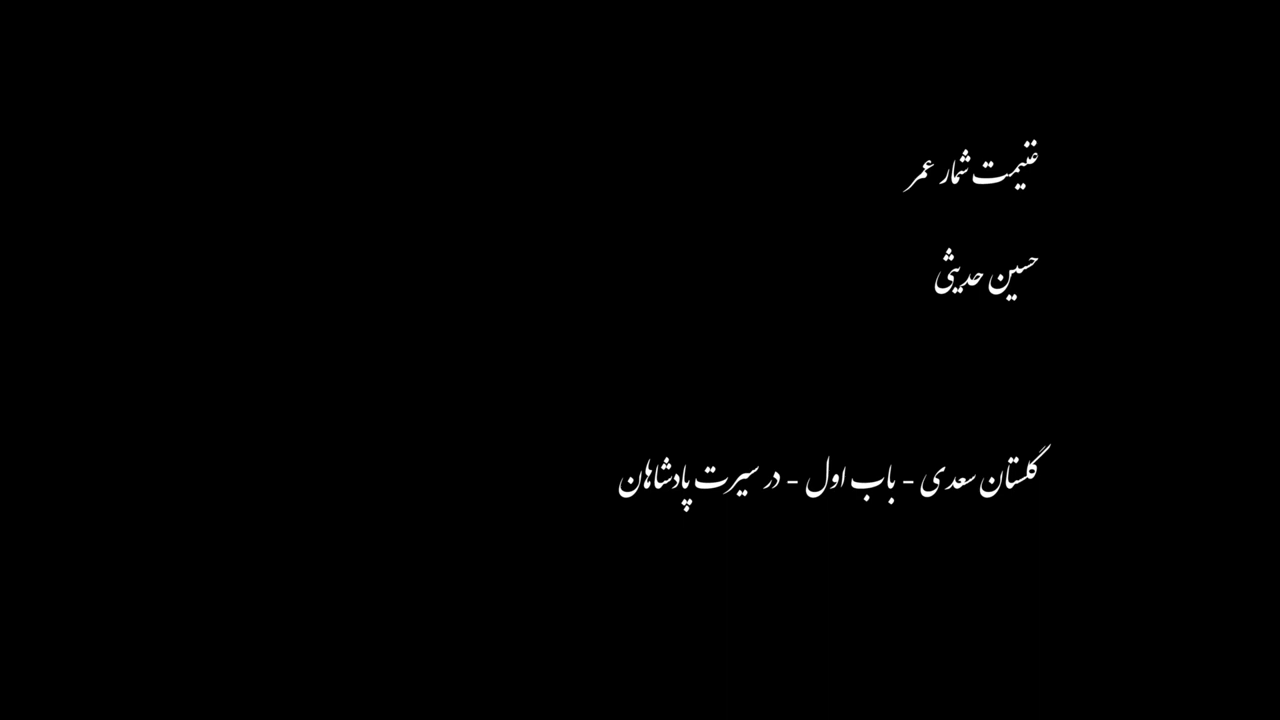 غنیمت شمار عمر
حسین حدیثی
گلستان سعدی - باب اول - در سیرت پادشاهان